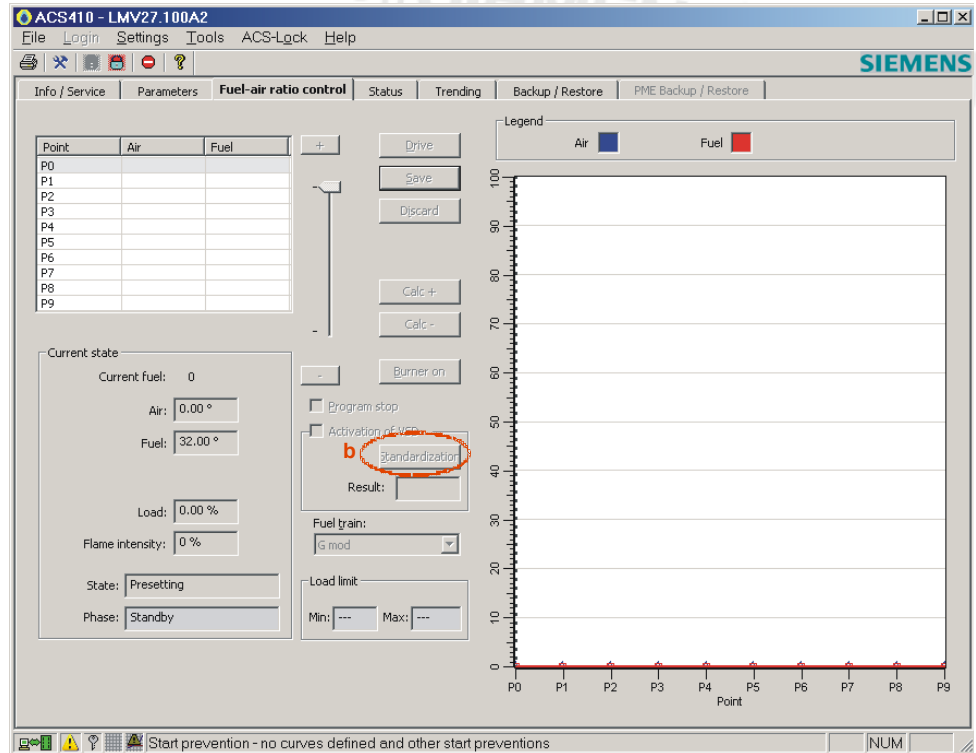 ACS410 - LMV27.100A2
File Login Settings Tools ACS-Lock Help
SIEMENS
Info / Service Parameters Fuel-air ratio control Status Trending Backup / Restore PME Backup / Restore
Point Air Fuel
P0
P1
P2
P3
P4
P5
P6
P7
P8
P9
+
-
-
-
Drive
Save
Discard
Calc +
Calc -
Burner on
Program stop
Activation of VSD
b
Standardization
Result:
Fuel train:
G mod
Load limit
Min: --- Max: ---
Current state
Current fuel: 0
Air: 0.00 °
Fuel: 32.00 °
Load: 0.00 %
Flame intensity: 0 %
State: Presetting
Phase: Standby
Legend
Air Fuel
100
90
80
70
60
50
40
30
20
10
0
P0 P1 P2 P3 P4 P5 P6 P7 P8 P9
Point
Start prevention - no curves defined and other start preventions
NUM